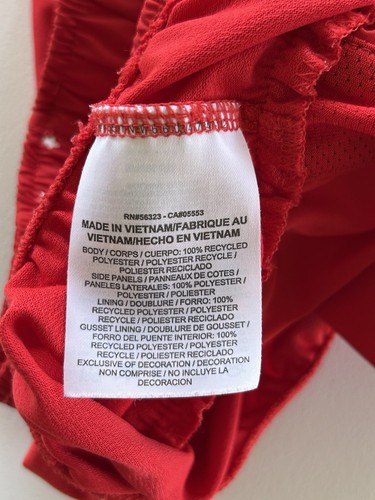 RN#56323 - CA#05553
MADE IN VIETNAM/FABRIQUE AU
VIETNAM/HECHO EN VIETNAM
BODY / CORPS / CUERPO: 100% RECYCLED
POLYESTER / POLYESTER RECYCLE /
POLIESTER RECICLADO
SIDE PANELS / PANNEAUX DE COTES /
PANELES LATERALES: 100% POLYESTER /
POLYESTER / POLIESTER
LINING / DOUBLURE / FORRO: 100%
RECYCLED POLYESTER / POLYESTER
RECYCLE / POLIESTER RECICLADO
GUSSET LINING / DOUBLURE DE GOUSSET /
FORRO DEL PUENTE INTERIOR: 100%
RECYCLED POLYESTER / POLYESTER
RECYCLE / POLIESTER RECICLADO
EXCLUSIVE OF DECORATION / DECORATION
NON COMPRISE / NO INCLUYE LA
DECORACION